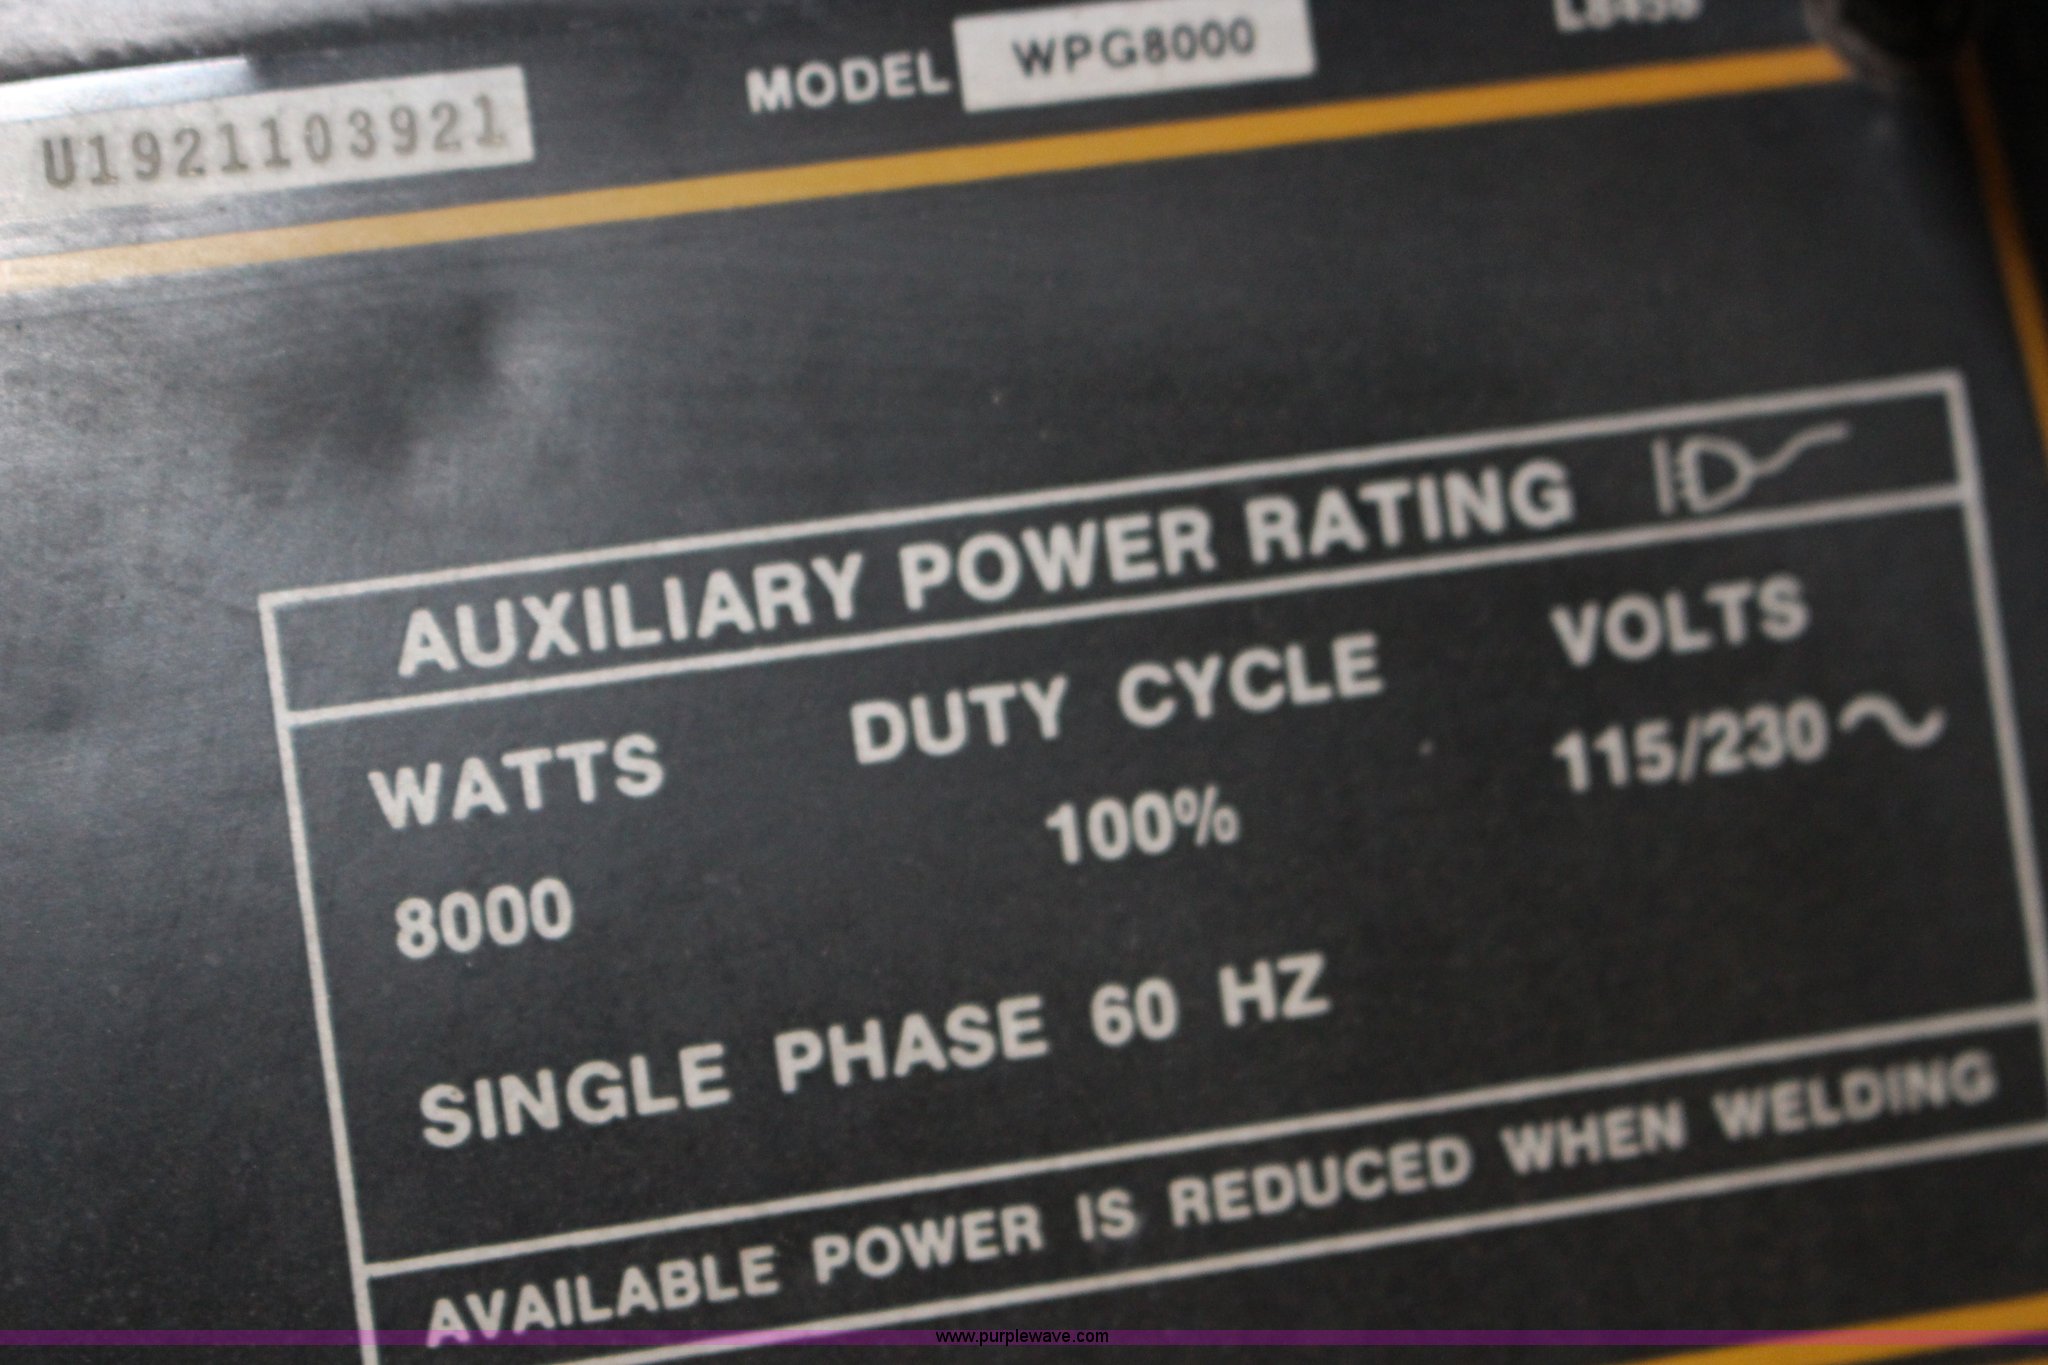 U1921103921
MODEL WPG8000
AUXILIARY POWER RATING
WATTS DUTY CYCLE VOLTS
8000 100% 115/230~
SINGLE PHASE 60 HZ
AVAILABLE POWER IS REDUCED WHEN WELDING
www.purplewave.com